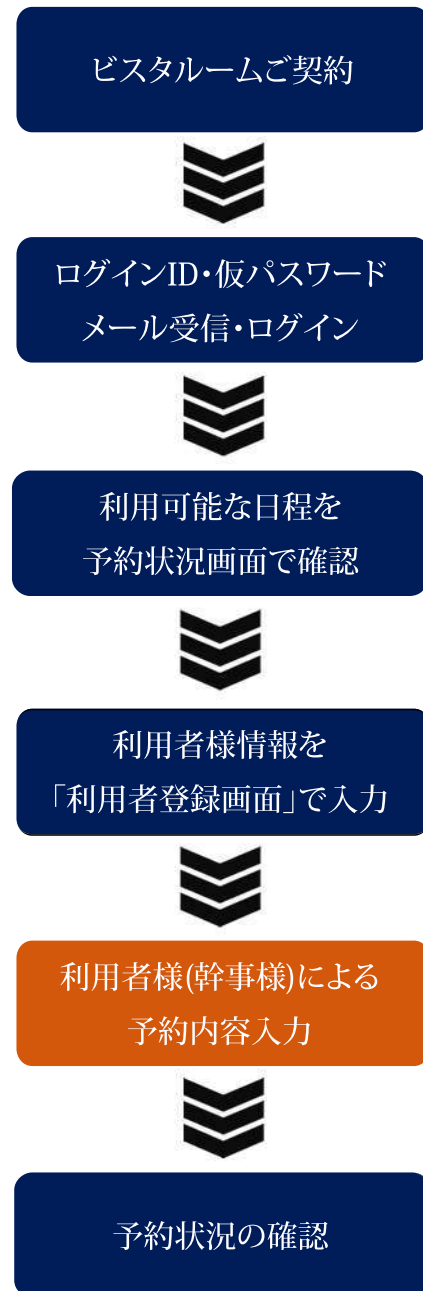 ビスタルームご契約
ログインID・仮パスワード
メール受信・ログイン
利用可能な日程を
予約状況画面で確認
利用者様情報を
「利用者登録画面」で入力
利用者様(幹事様)による
予約内容入力
予約状況の確認